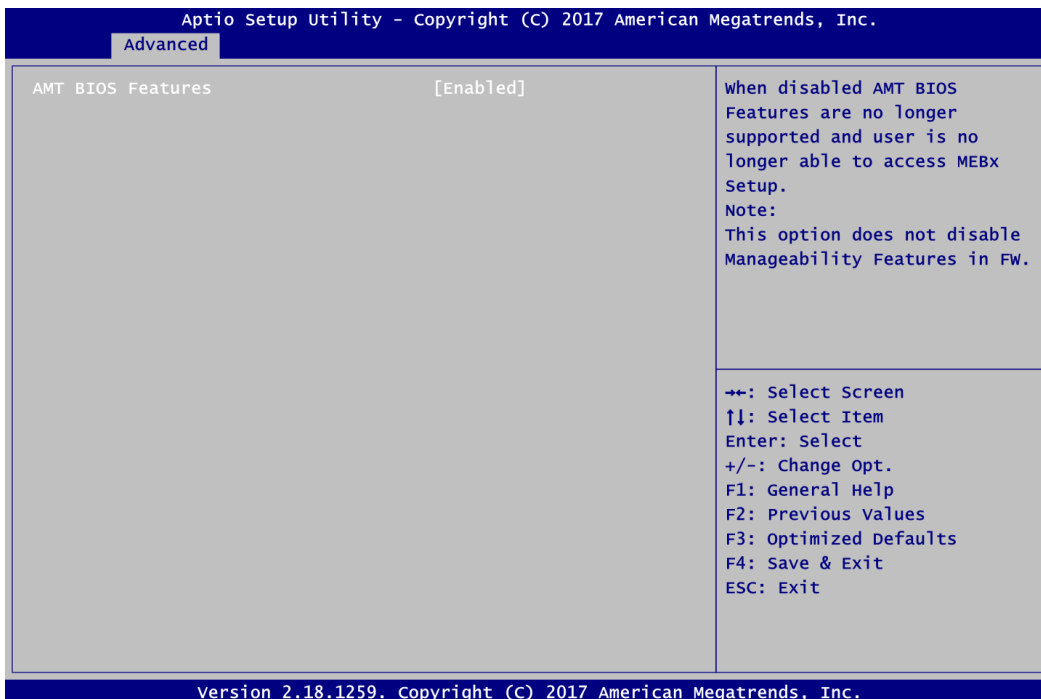 Aptio Setup Utility - Copyright (C) 2017 American Megatrends, Inc.
Advanced
AMT BIOS Features [Enabled]
When disabled AMT BIOS
Features are no longer
supported and user is no
longer able to access MEBx
Setup.
Note:
This option does not disable
Manageability Features in FW.
→←: Select Screen
↑↓: Select Item
Enter: Select
+/-: Change Opt.
F1: General Help
F2: Previous Values
F3: Optimized Defaults
F4: Save & Exit
ESC: Exit
Version 2.18.1259. Copyright (C) 2017 American Megatrends, Inc.